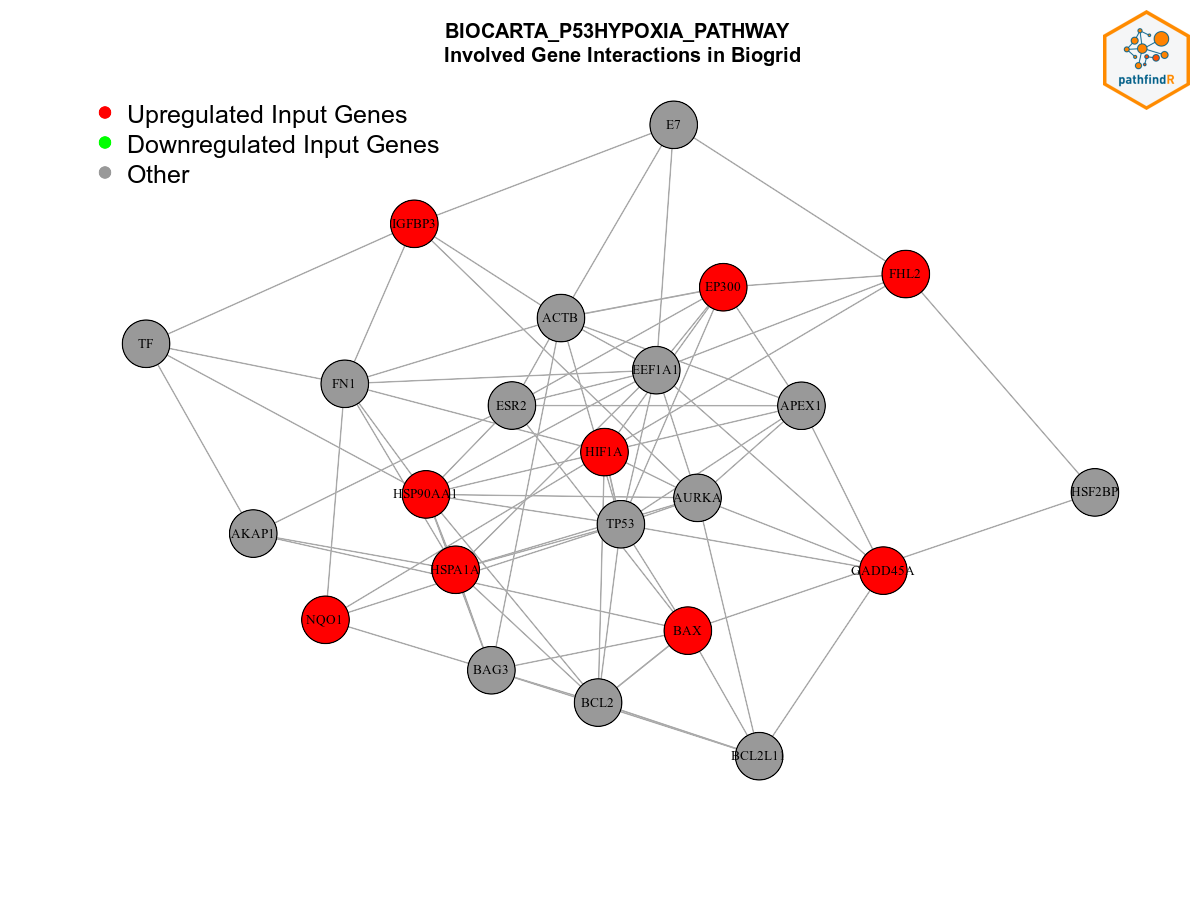 BIOCARTA_P53HYPOXIA_PATHWAY
Involved Gene Interactions in Biogrid
pathfindR
Upregulated Input Genes
Downregulated Input Genes
Other
E7
IGFBP3
FHL2
EP300
ACTB
TF
EEF1A1
FN1
ESR2
APEX1
HIF1A
HSP90AA1
AURKA
HSF2BP
TP53
AKAP1
HSPA1A
GADD45A
NQO1
BAX
BAG3
BCL2
BCL2L11